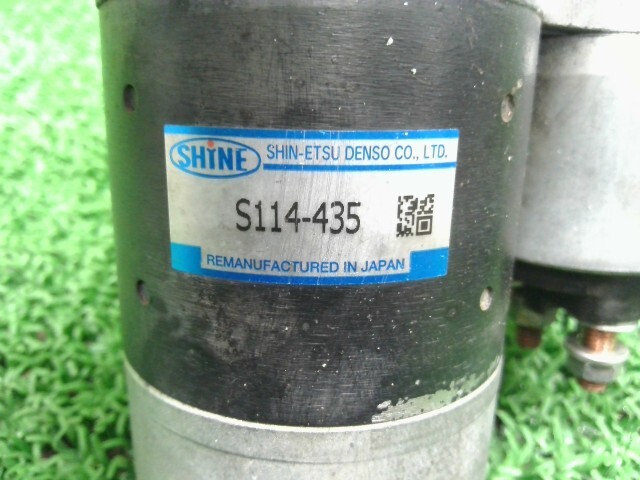 SHiNE SHIN-ETSU DENSO CO., LTD.
S114-435
REMANUFACTURED IN JAPAN